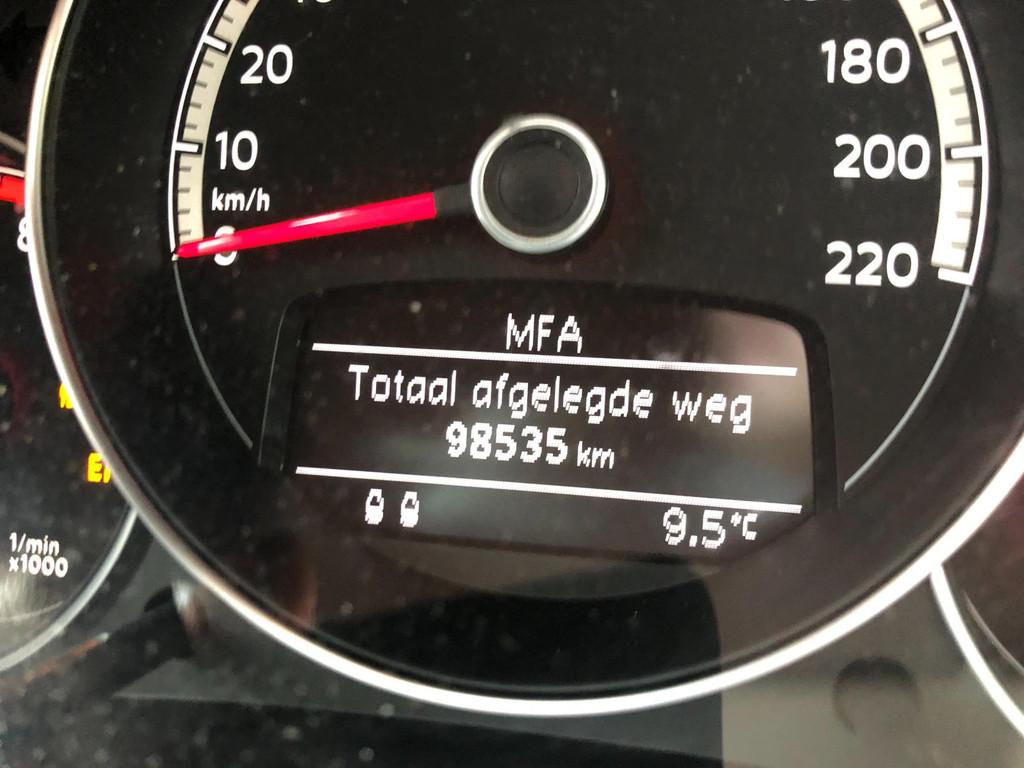 20
180
10
200
km/h
220
MFA
Totaal afgelegde weg
98535 km
9.5°C
1/min
x1000